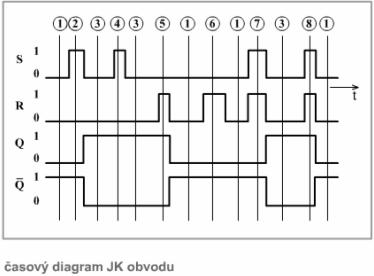 ① ② ③ ④ ③ ⑤ ① ⑥ ① ⑦ ③ ⑧ ①
S 1
0
t
R 1
0
Q 1
0
Q̅ 1
0
časový diagram JK obvodu